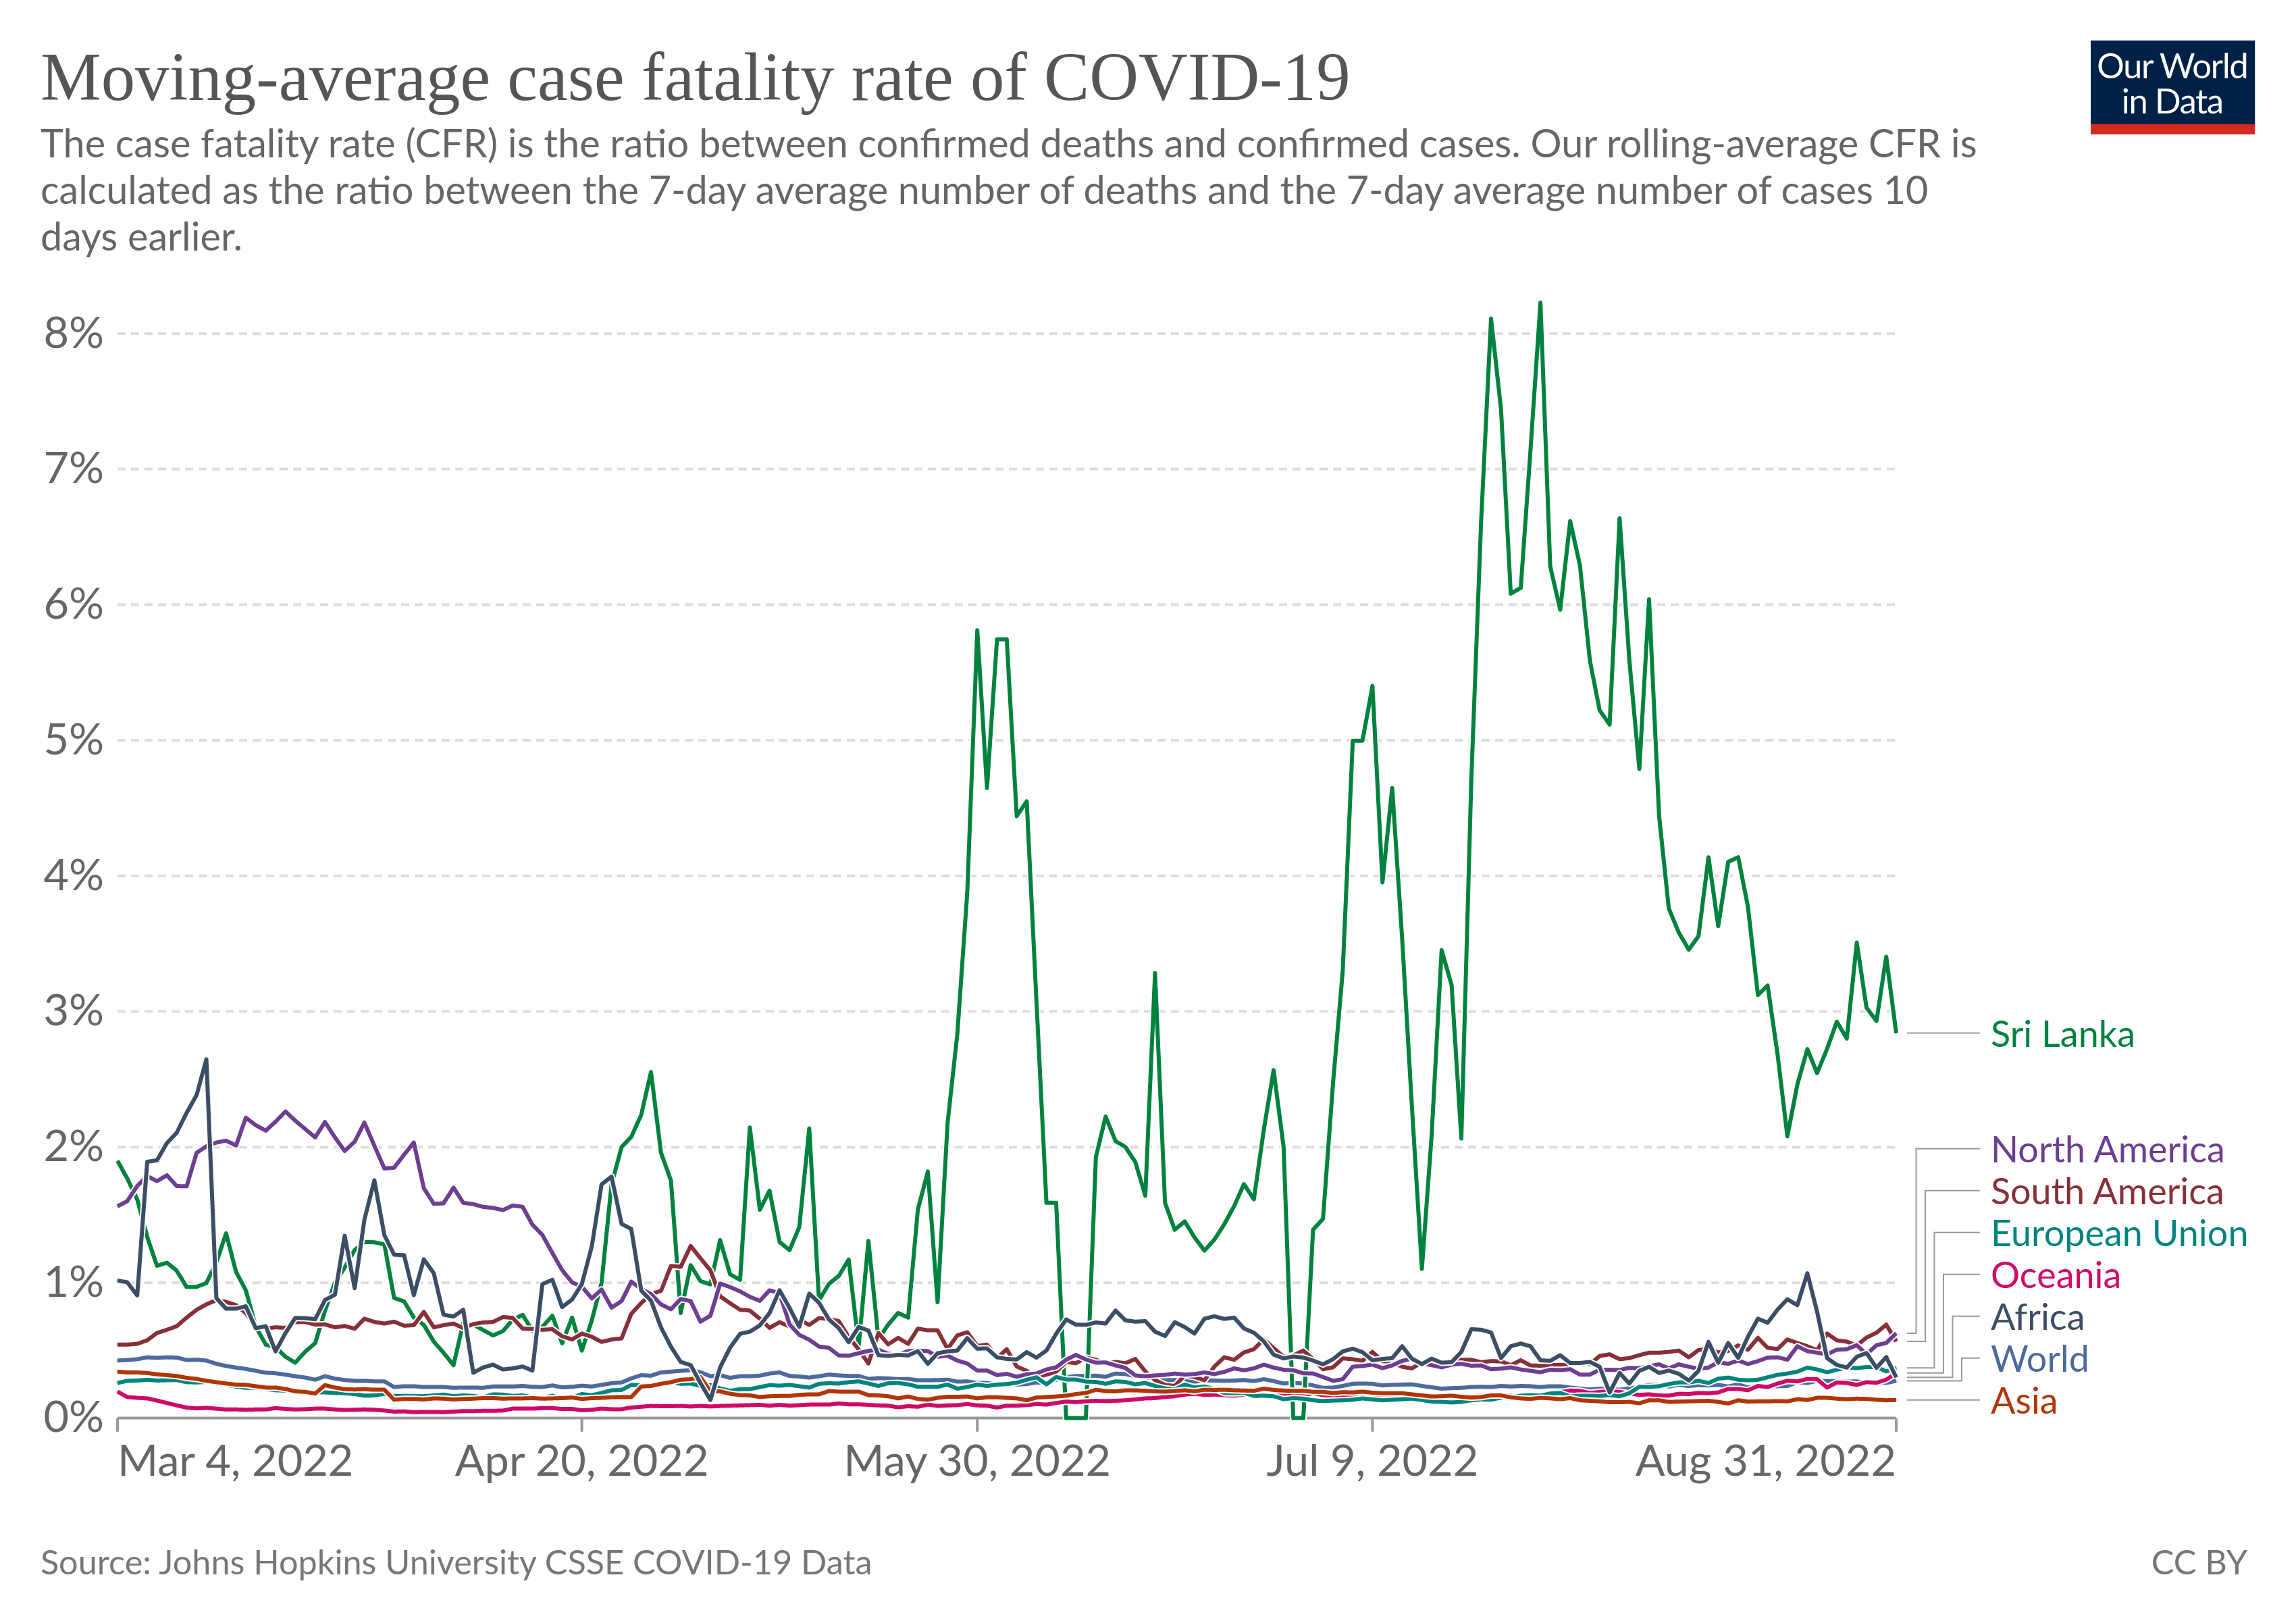 Moving-average case fatality rate of COVID-19
Our World
in Data
The case fatality rate (CFR) is the ratio between confirmed deaths and confirmed cases. Our rolling-average CFR is
calculated as the ratio between the 7-day average number of deaths and the 7-day average number of cases 10
days earlier.
8%
7%
6%
5%
4%
3%
2%
1%
0%
Sri Lanka
North America
South America
European Union
Oceania
Africa
World
Asia
Mar 4, 2022
Apr 20, 2022
May 30, 2022
Jul 9, 2022
Aug 31, 2022
Source: Johns Hopkins University CSSE COVID-19 Data
CC BY